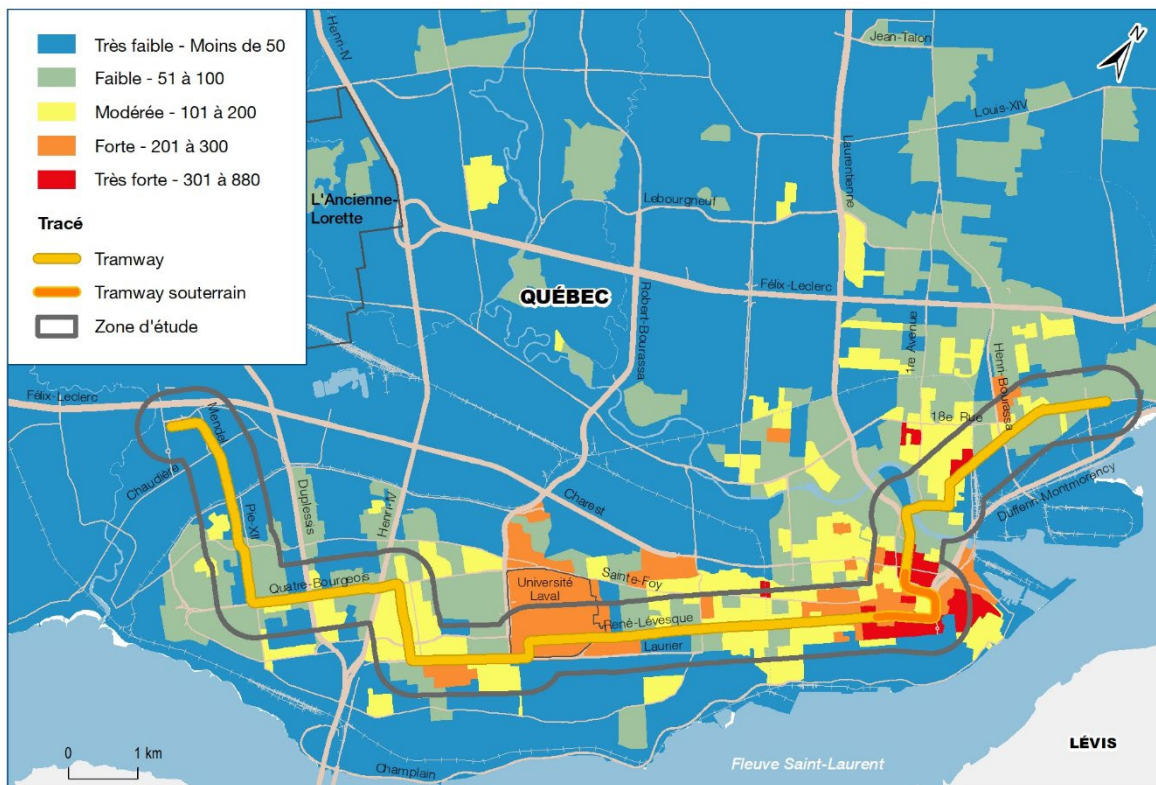 Très faible - Moins de 50
Faible - 51 à 100
Modérée - 101 à 200
Forte - 201 à 300
Très forte - 301 à 880
Tracé
Tramway
Tramway souterrain
Zone d'étude
Henri-IV
Jean-Talon
N
Louis-XIV
Laurentienne
L'Ancienne-
Lorette
Lebourgneuf
QUÉBEC
Félix-Leclerc
Robert-Bourassa
1re Avenue
Henri-Bourassa
Félix-Leclerc
Mendel
18e Rue
Chaudière
Pie-XII
Duplessis
Henri-IV
Charest
Dufferin-Montmorency
Quatre-Bourgeois
Université
Laval
Sainte-Foy
René-Lévesque
Laurier
0 1 km
Champlain
Fleuve Saint-Laurent
LÉVIS